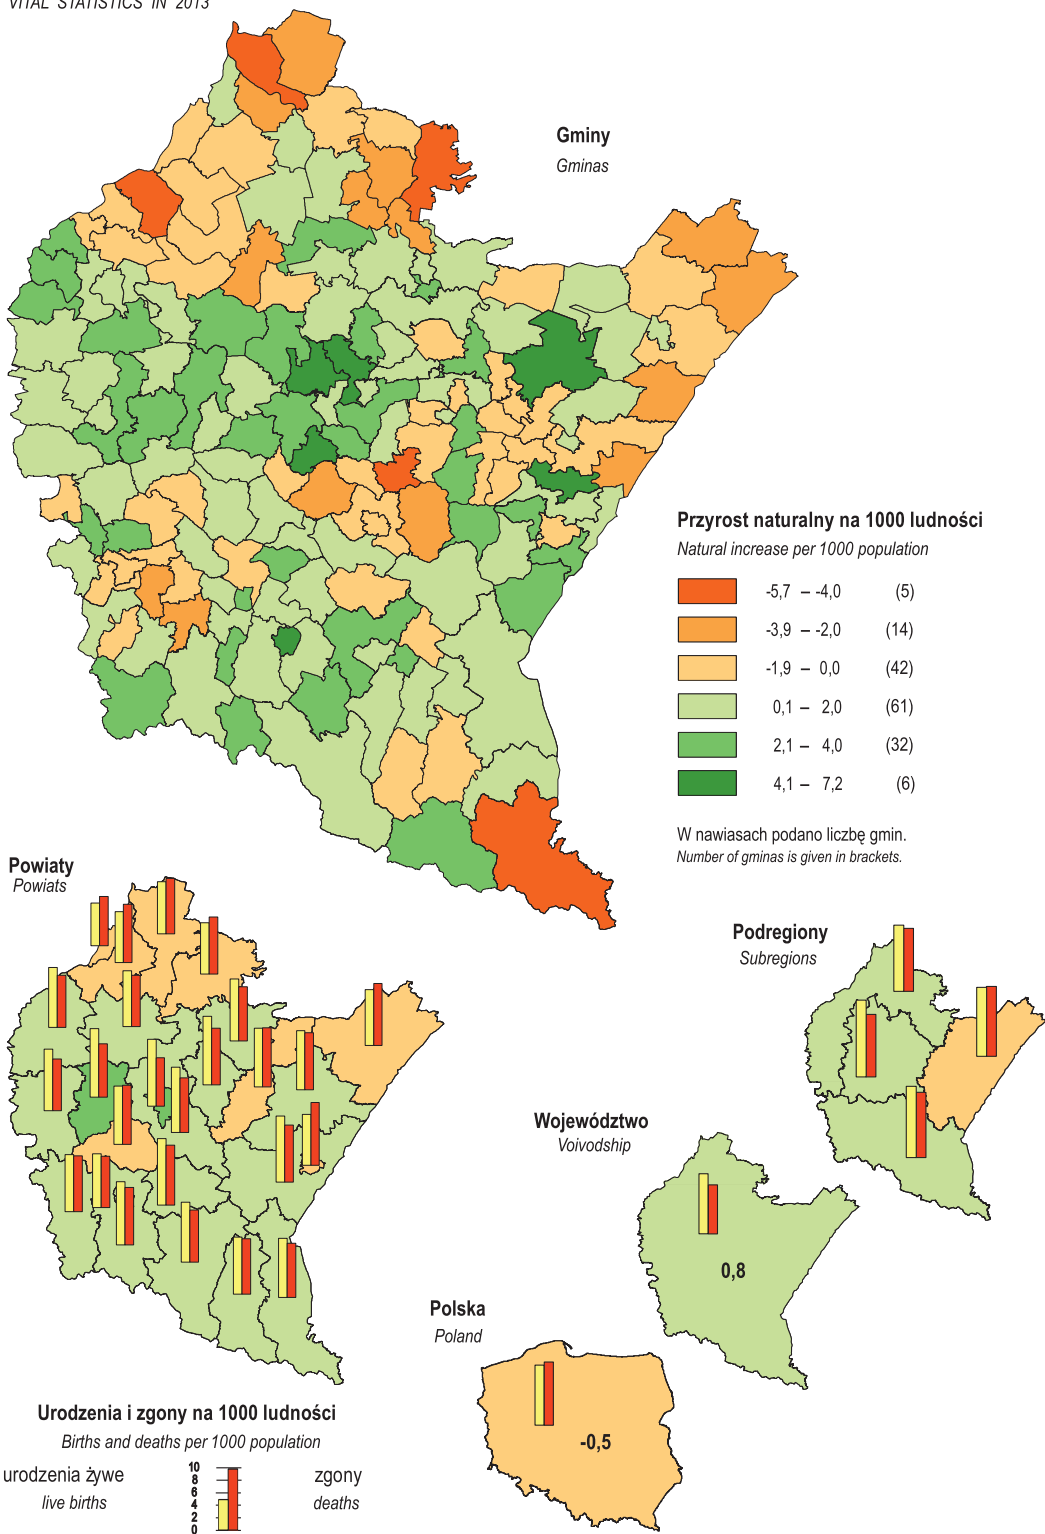 VITAL STATISTICS IN 2013
Gminy
Gminas
Przyrost naturalny na 1000 ludności
Natural increase per 1000 population
-5,7 – -4,0 (5)
-3,9 – -2,0 (14)
-1,9 – 0,0 (42)
0,1 – 2,0 (61)
2,1 – 4,0 (32)
4,1 – 7,2 (6)
W nawiasach podano liczbę gmin.
Number of gminas is given in brackets.
Powiaty
Powiats
Podregiony
Subregions
Województwo
Voivodship
0,8
Polska
Poland
-0,5
Urodzenia i zgony na 1000 ludności
Births and deaths per 1000 population
urodzenia żywe
live births
10
8
6
4
2
0
zgony
deaths